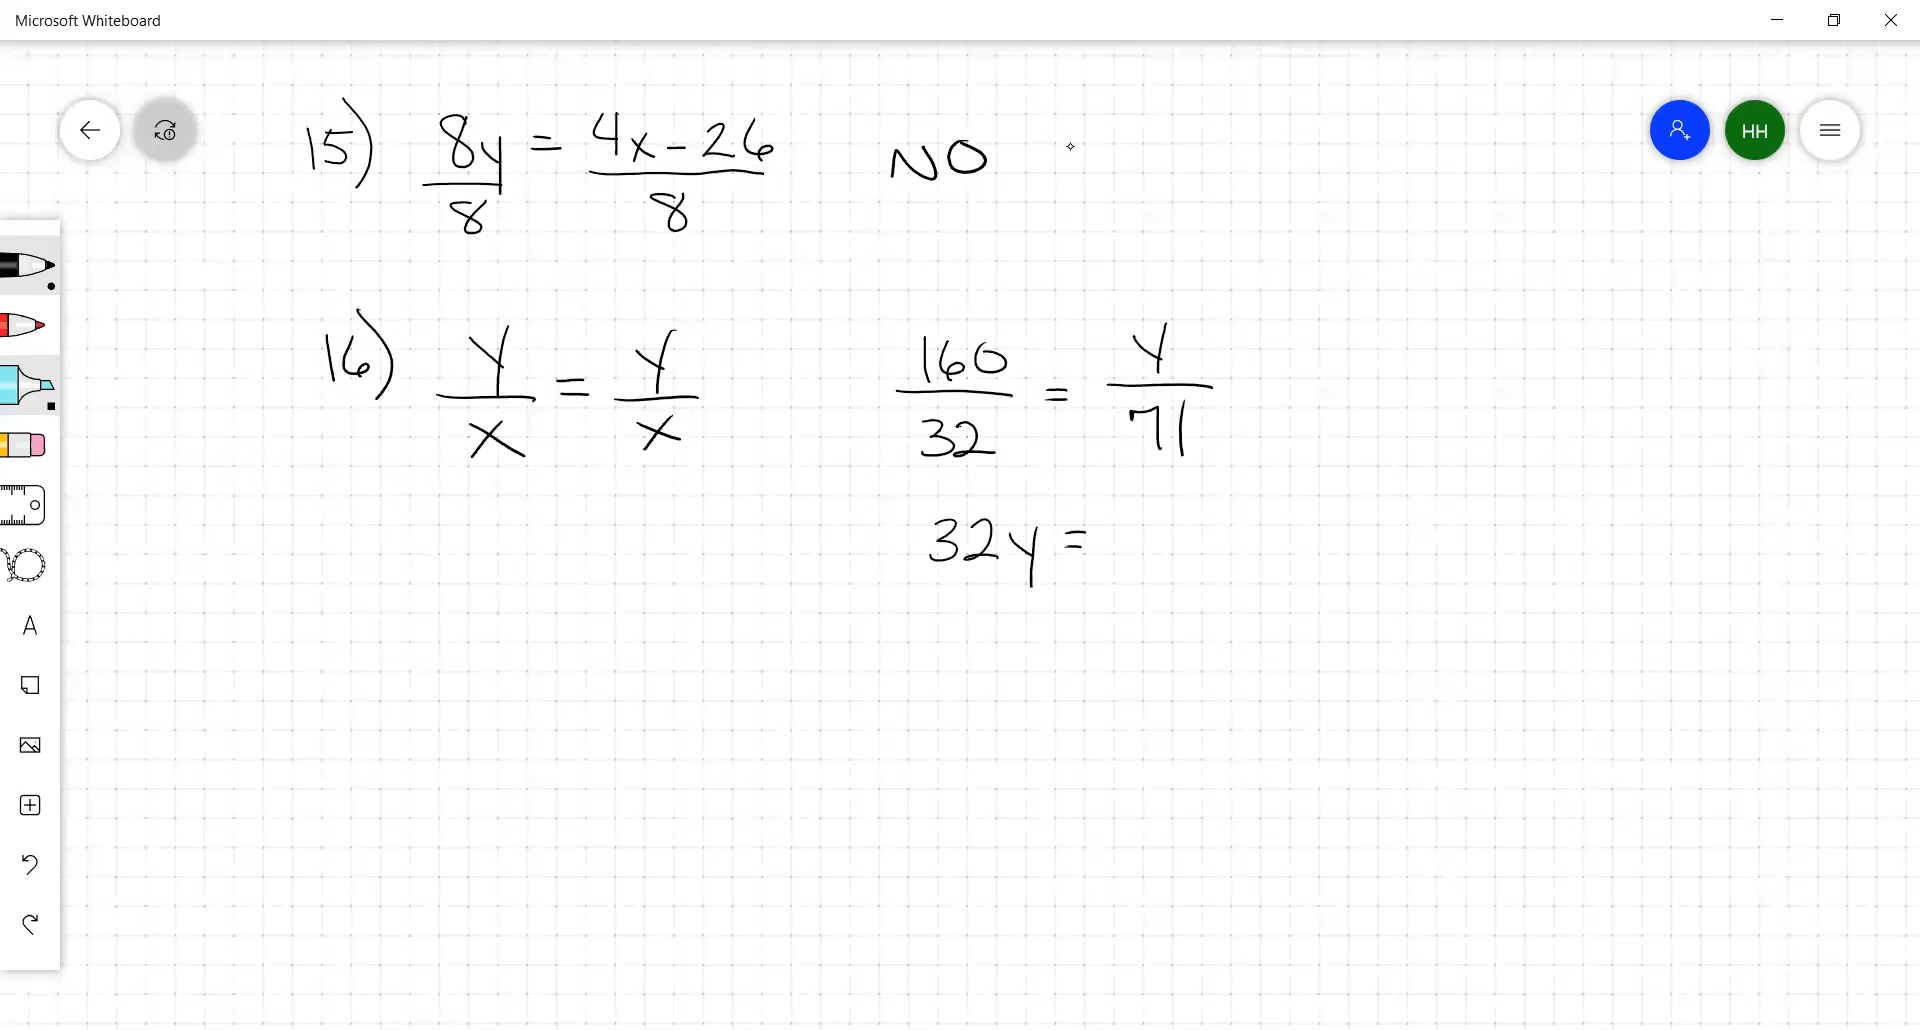 Microsoft Whiteboard
15) 8y/8 = 4x - 26/8 NO
HH
16) y/x = y/x 160/32 = y/71
32y =
A